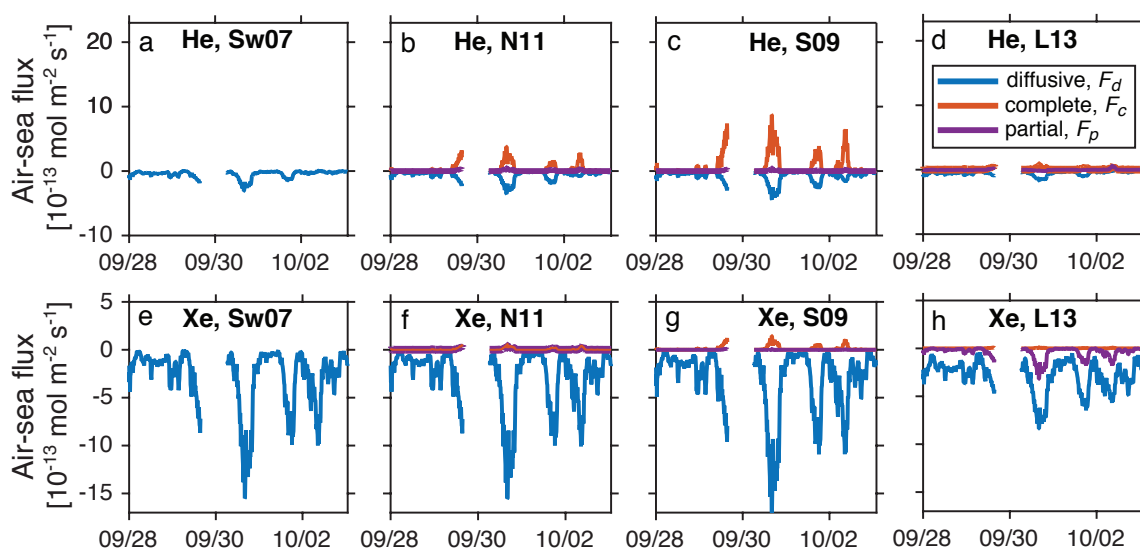 a He, Sw07
b He, N11
c He, S09
d He, L13
diffusive, Fd
complete, Fc
partial, Fp
Air-sea flux
[10-13 mol m-2 s-1]
20
10
0
-10
09/28 09/30 10/02
09/28 09/30 10/02
09/28 09/30 10/02
09/28 09/30 10/02
e Xe, Sw07
f Xe, N11
g Xe, S09
h Xe, L13
Air-sea flux
[10-13 mol m-2 s-1]
5
0
-5
-10
-15
09/28 09/30 10/02
09/28 09/30 10/02
09/28 09/30 10/02
09/28 09/30 10/02